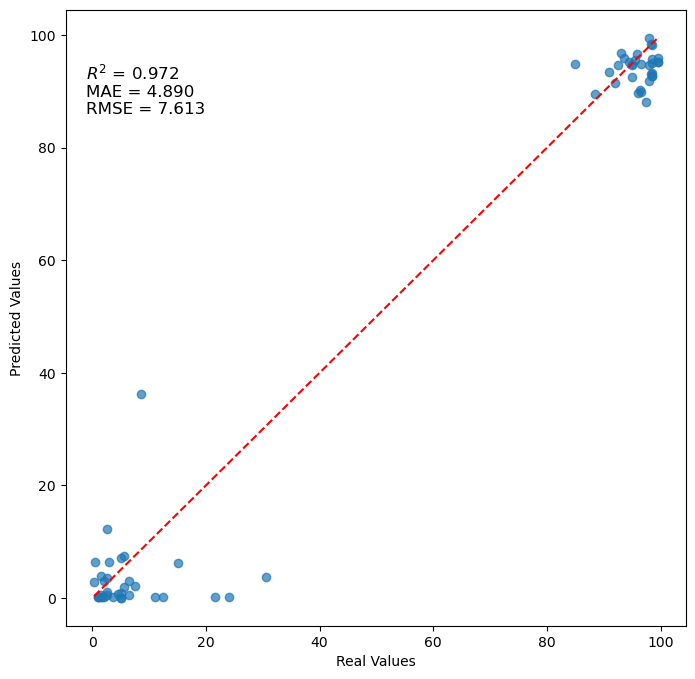 R² = 0.972
MAE = 4.890
RMSE = 7.613
100
80
60
40
20
0
Predicted Values
0 20 40 60 80 100
Real Values